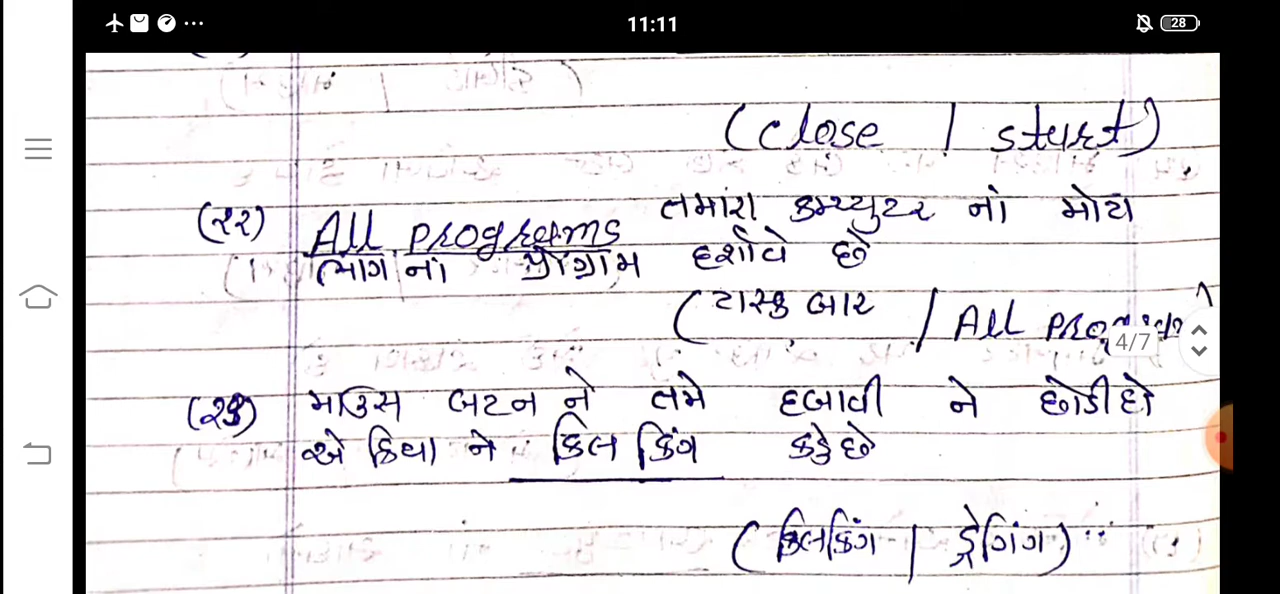 11:11
28
(close / start)
(૨૨) All programs તમારા કમ્પ્યુટર નાં મોટા
ભાગ નાં પ્રોગ્રામ દર્શાવે છે
(ટાસ્ક બાર / All
4/7
(૨૩) માઉસ બટન ને તમે દબાવી ને છોડી છો
એ ક્રિયા ને ક્લિ કિંગ કહે છે
(ક્લિકિંગ / ડ્રેગિંગ)